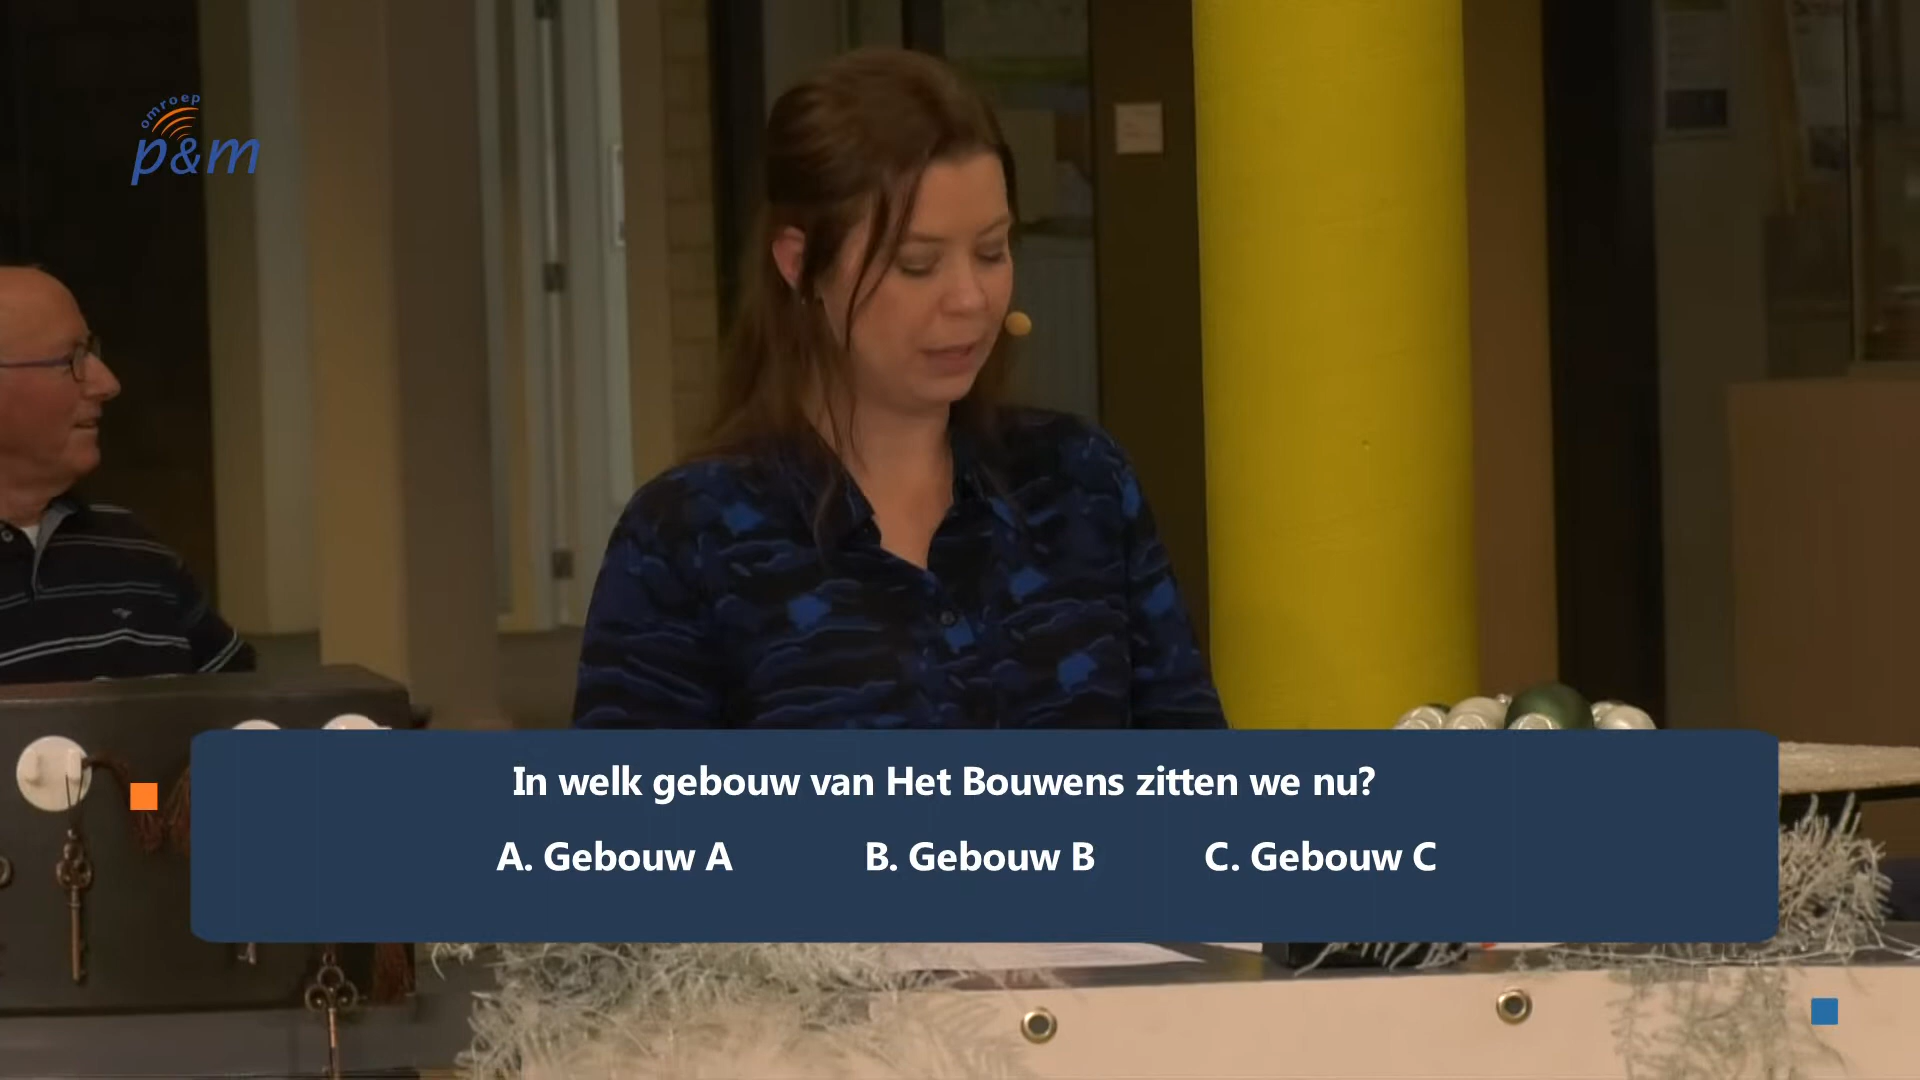 omroep
p&m
In welk gebouw van Het Bouwens zitten we nu?
A. Gebouw A B. Gebouw B C. Gebouw C